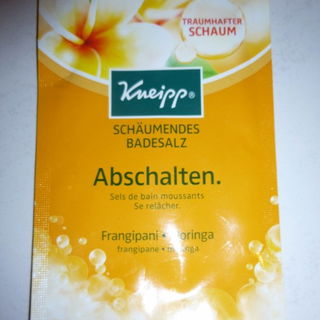 TRAUMHAFTER
SCHAUM
Kneipp®
SCHÄUMENDES
BADESALZ
Abschalten.
Sels de bain moussants
Se relâcher.
Frangipani • Moringa
frangipane • moringa